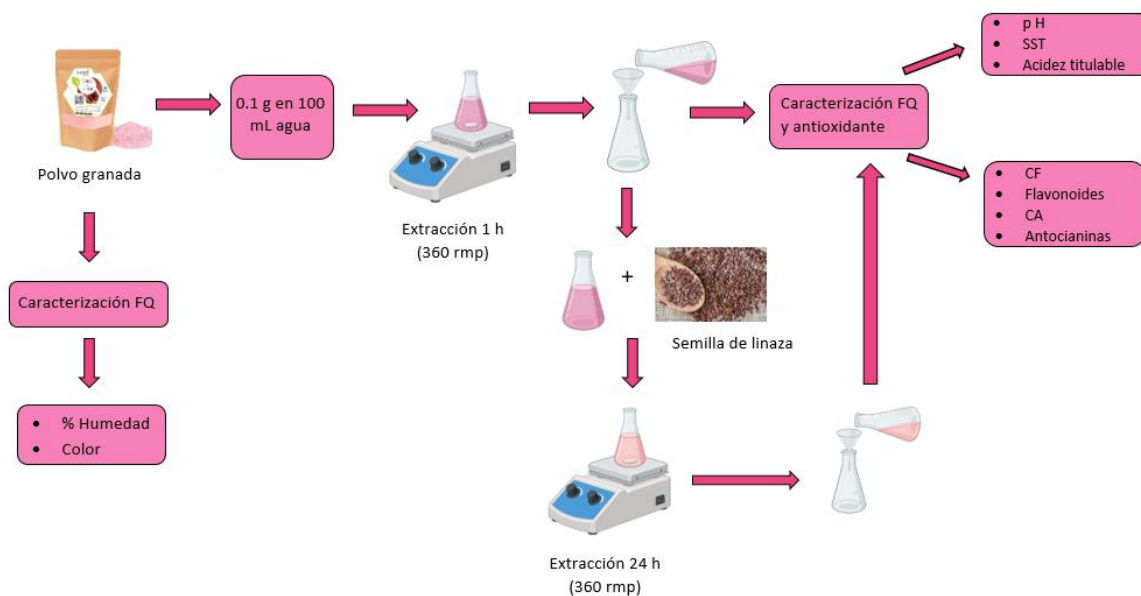 Polvo granada
0.1 g en 100
mL agua
Extracción 1 h
(360 rmp)
Caracterización FQ
y antioxidante
• p H
• SST
• Acidez titulable
• CF
• Flavonoides
• CA
• Antocianinas
Caracterización FQ
• % Humedad
• Color
+
Semilla de linaza
Extracción 24 h
(360 rmp)